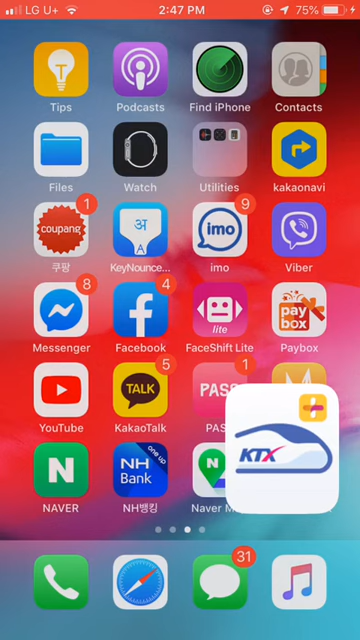 LG U+ 2:47 PM 75%
Tips Podcasts Find iPhone Contacts
Files Watch Utilities kakaonavi
1 9
coupang अ A imo
쿠팡 KeyNounce... imo Viber
8 4
lite pay box
Messenger Facebook FaceShift Lite Paybox
5 1
TALK PASS
YouTube KakaoTalk PAS
KTX
N NH Bank one up N
NAVER NH뱅킹 Naver M
31